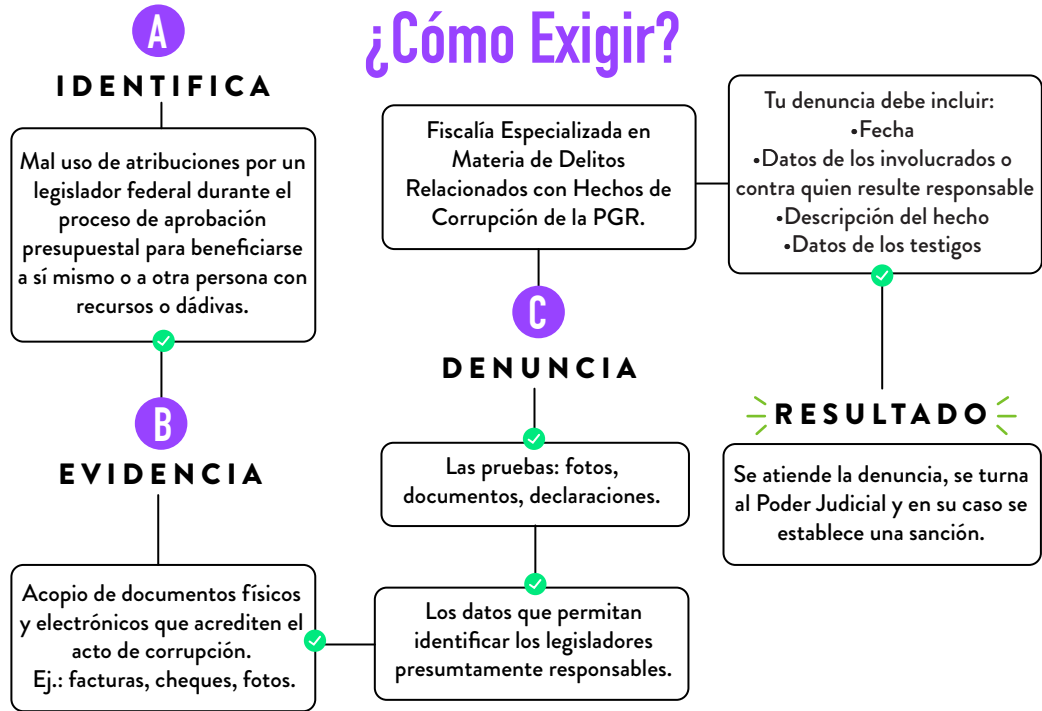 ¿Cómo Exigir?
A
IDENTIFICA
Mal uso de atribuciones por un
legislador federal durante el
proceso de aprobación
presupuestal para beneficiarse
a sí mismo o a otra persona con
recursos o dádivas.
B
EVIDENCIA
Acopio de documentos físicos
y electrónicos que acrediten el
acto de corrupción.
Ej.: facturas, cheques, fotos.
Los datos que permitan
identificar los legisladores
presumtamente responsables.
Las pruebas: fotos,
documentos, declaraciones.
C
DENUNCIA
Fiscalía Especializada en
Materia de Delitos
Relacionados con Hechos de
Corrupción de la PGR.
Tu denuncia debe incluir:
•Fecha
•Datos de los involucrados o
contra quien resulte responsable
•Descripción del hecho
•Datos de los testigos
RESULTADO
Se atiende la denuncia, se turna
al Poder Judicial y en su caso se
establece una sanción.